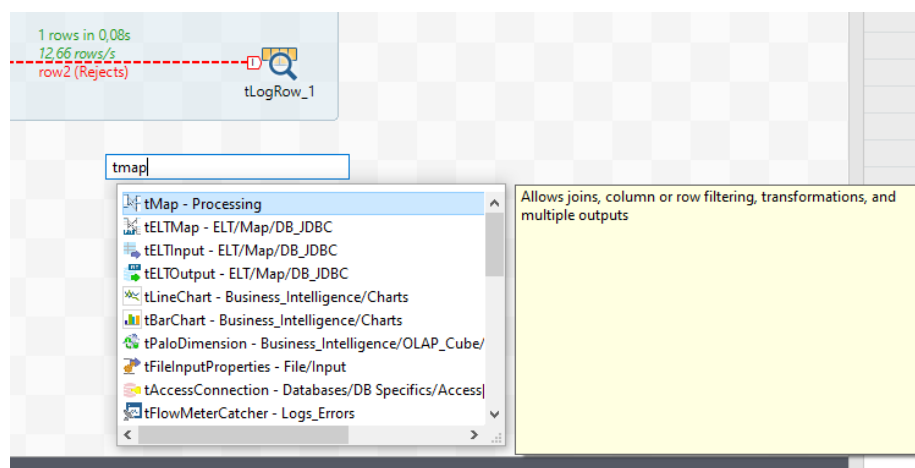 1 rows in 0,08s
12,66 rows/s
row2 (Rejects)
tLogRow_1
tmap
tMap - Processing
tELTMap - ELT/Map/DB_JDBC
tELTInput - ELT/Map/DB_JDBC
tELTOutput - ELT/Map/DB_JDBC
tLineChart - Business_Intelligence/Charts
tBarChart - Business_Intelligence/Charts
tPaloDimension - Business_Intelligence/OLAP_Cube/
tFileInputProperties - File/Input
tAccessConnection - Databases/DB Specifics/Access
tFlowMeterCatcher - Logs_Errors
Allows joins, column or row filtering, transformations, and
multiple outputs